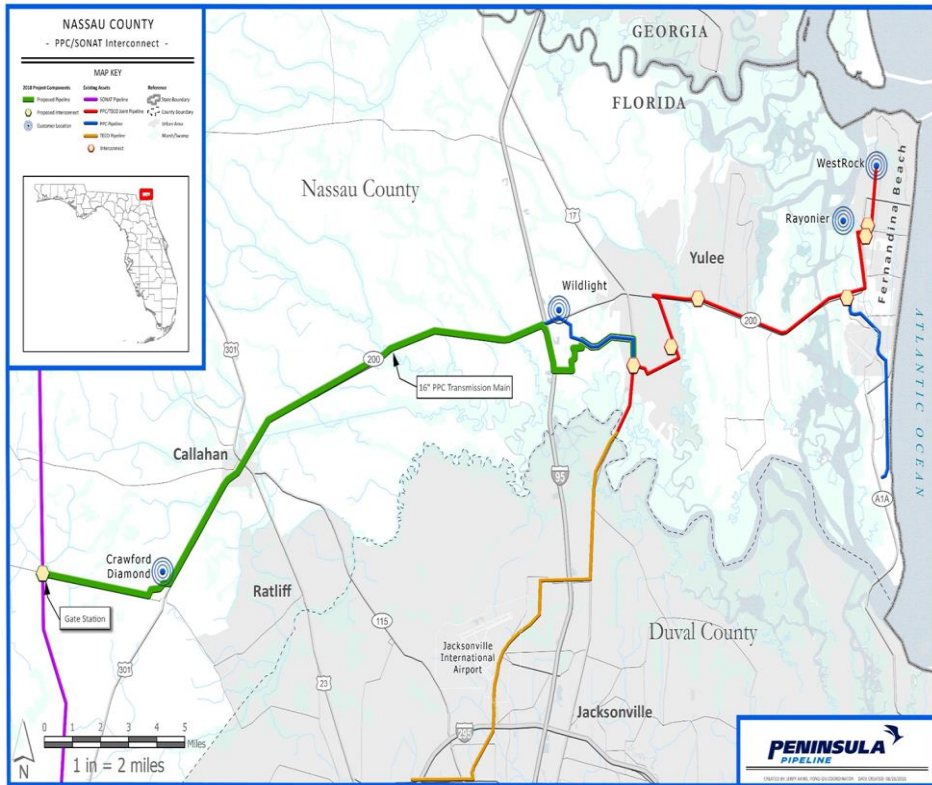 NASSAU COUNTY
- PPC/SONAT Interconnect -
MAP KEY
2018 Project Components
Existing Assets
Reference
Proposed Pipeline
SONAT Pipeline
State Boundary
Proposed Interconnect
PPC/TECO Joint Pipeline
County boundary
Customer Location
PPC Pipeline
Urban Area
TECO Pipeline
Marsh/Swamp
Interconnect
GEORGIA
FLORIDA
Nassau County
17
WestRock
Rayonier
Fernandina Beach
Yulee
Wildlight
200
301
200
16" PPC Transmission Main
ATLANTIC OCEAN
Callahan
95
A1A
Crawford
Diamond
Gate Station
Ratliff
115
Duval County
301
23
Jacksonville
International
Airport
Jacksonville
295
0 1 2 3 4 5
Miles
1 in = 2 miles
N
PENINSULA
PIPELINE